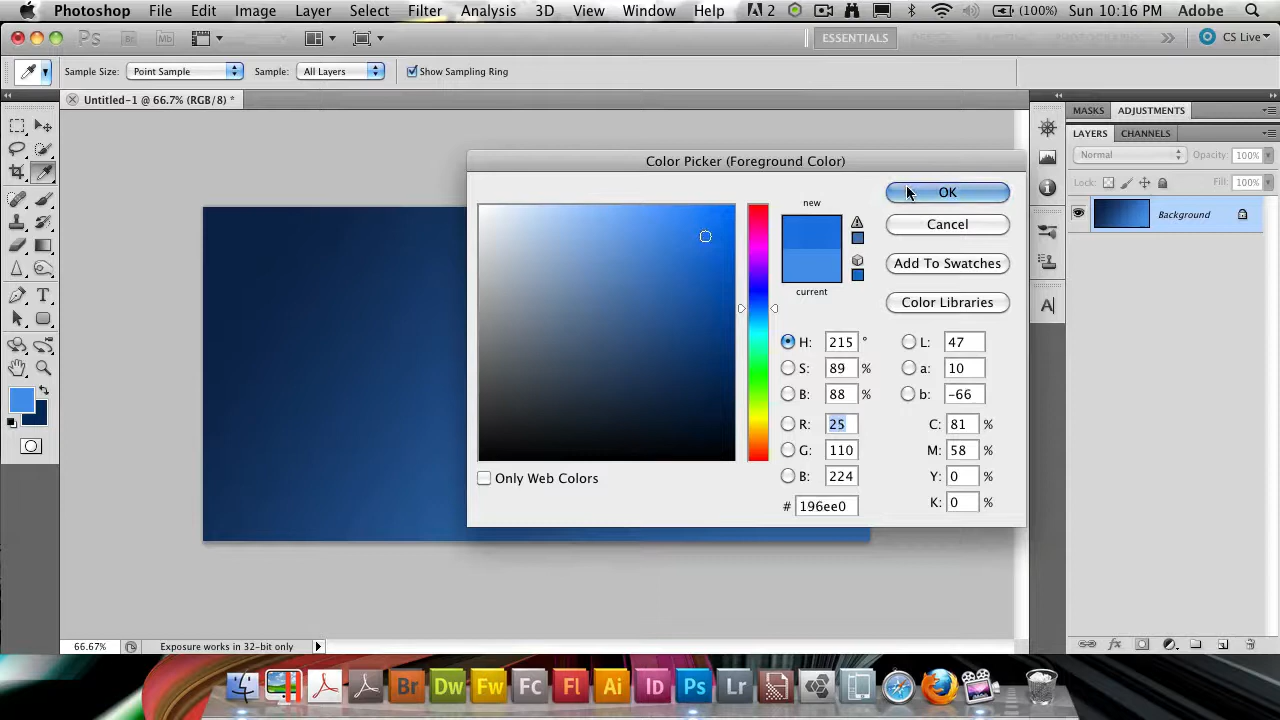 Photoshop File Edit Image Layer Select Filter Analysis 3D View Window Help 2 (100%) Sun 10:16 PM Adobe
Ps Br Mb ESSENTIALS CS Live
Sample Size: Point Sample Sample: All Layers Show Sampling Ring
Untitled-1 @ 66.7% (RGB/8) *
MASKS ADJUSTMENTS
LAYERS CHANNELS
Normal Opacity: 100%
Lock: Fill: 100%
Background
Color Picker (Foreground Color)
new
current
OK
Cancel
Add To Swatches
Color Libraries
H: 215 ° L: 47
S: 89 % a: 10
B: 88 % b: -66
R: 25 C: 81 %
G: 110 M: 58 %
B: 224 Y: 0 %
# 196ee0 K: 0 %
Only Web Colors
66.67% Exposure works in 32-bit only
Br Dw Fw Fc Fl Ai Id Ps Lr